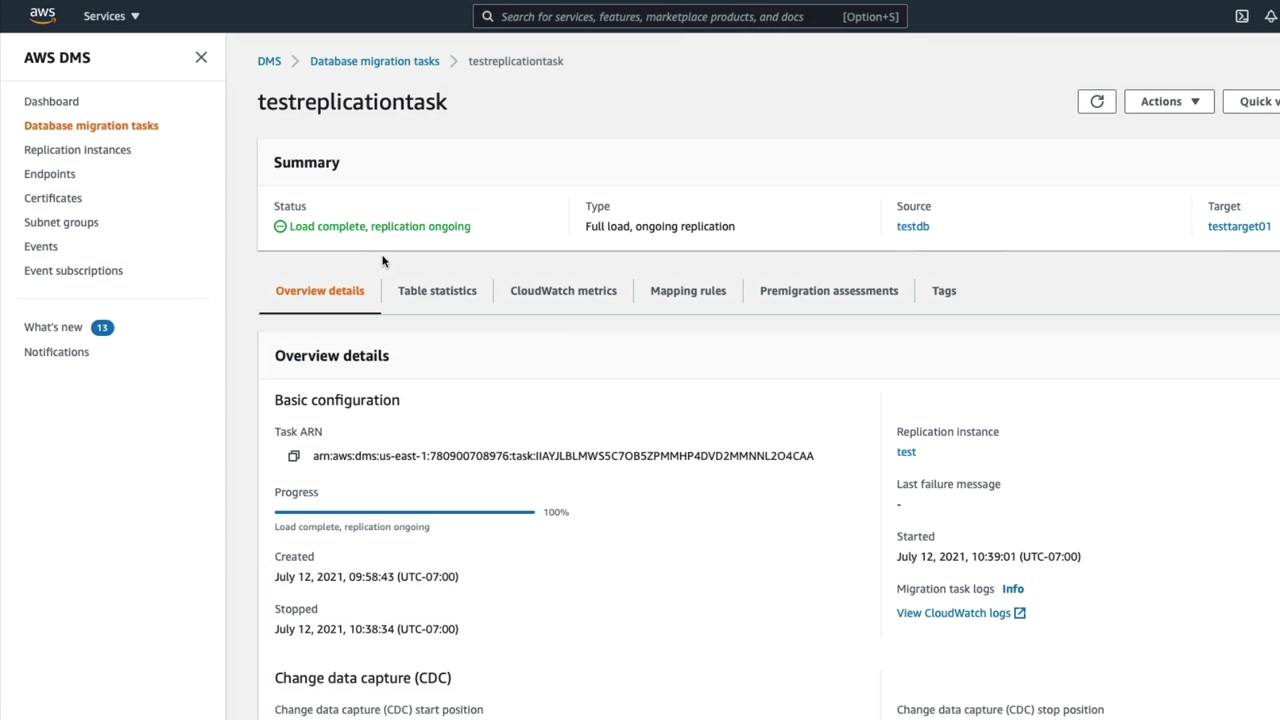 aws Services ▼ Search for services, features, marketplace products, and docs [Option+S]
AWS DMS
Dashboard
Database migration tasks
Replication instances
Endpoints
Certificates
Subnet groups
Events
Event subscriptions
What's new 13
Notifications
DMS > Database migration tasks > testreplicationtask
testreplicationtask
Actions ▼ Quick v
Summary
Status
Load complete, replication ongoing
Type
Full load, ongoing replication
Source
testdb
Target
testtarget01
Overview details Table statistics CloudWatch metrics Mapping rules Premigration assessments Tags
Overview details
Basic configuration
Task ARN
arn:aws:dms:us-east-1:780900708976:task:IIAYJLBLMWS5C7OB5ZPMMHP4DVD2MMNNL2O4CAA
Progress
100%
Load complete, replication ongoing
Created
July 12, 2021, 09:58:43 (UTC-07:00)
Stopped
July 12, 2021, 10:38:34 (UTC-07:00)
Replication instance
test
Last failure message
-
Started
July 12, 2021, 10:39:01 (UTC-07:00)
Migration task logs Info
View CloudWatch logs
Change data capture (CDC)
Change data capture (CDC) start position
Change data capture (CDC) stop position